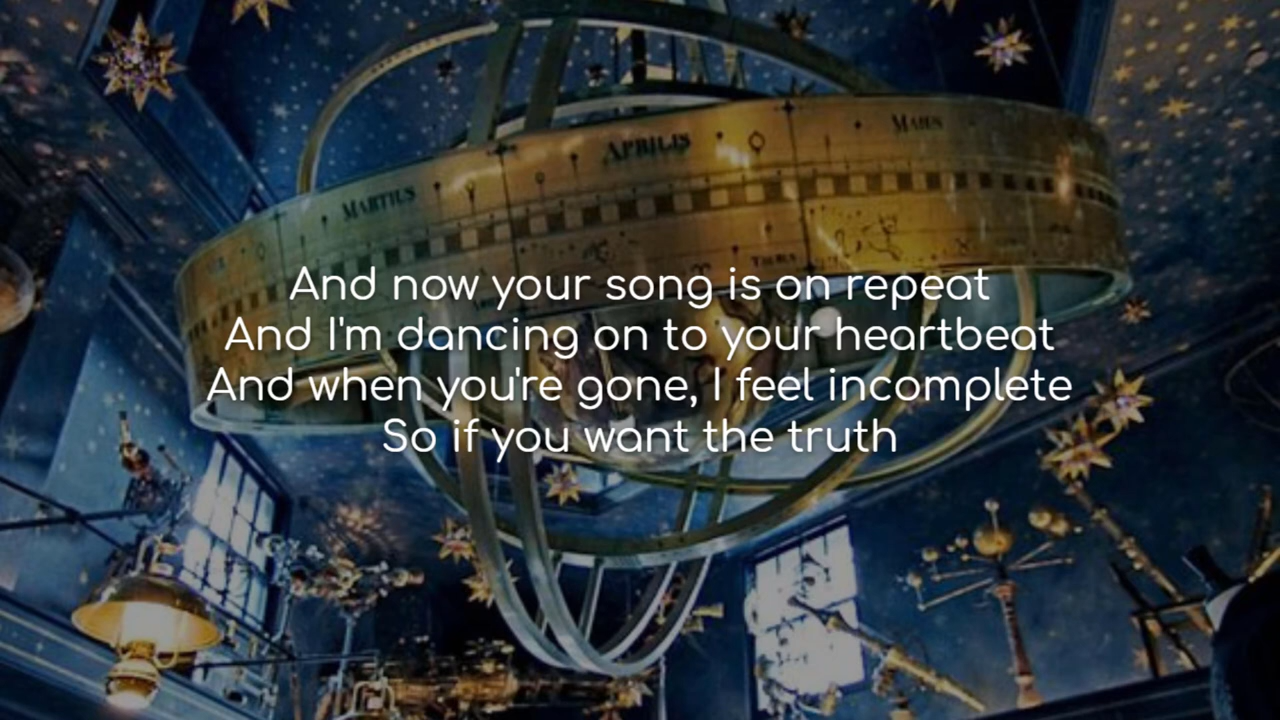 MARTIUS
APRILIS
MAIUS
And now your song is on repeat
And I'm dancing on to your heartbeat
And when you're gone, I feel incomplete
So if you want the truth